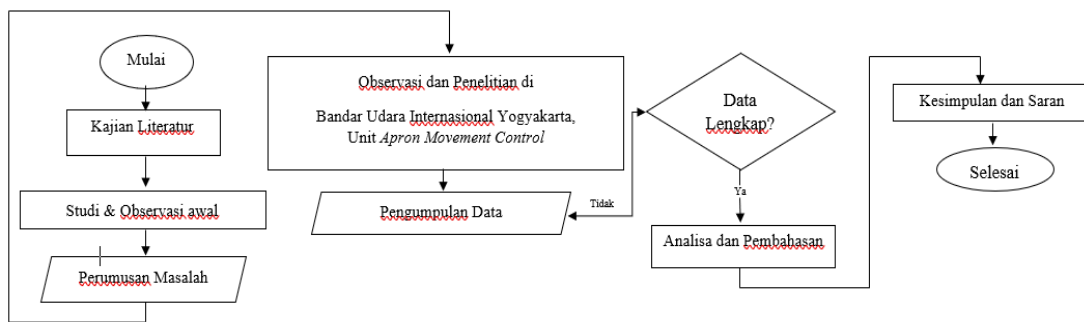 Mulai
Kajian Literatur
Studi & Observasi awal
Perumusan Masalah
Observasi dan Penelitian di
Bandar Udara Internasional Yogyakarta,
Unit Apron Movement Control
Pengumpulan Data
Tidak
Data
Lengkap?
Ya
Analisa dan Pembahasan
Kesimpulan dan Saran
Selesai